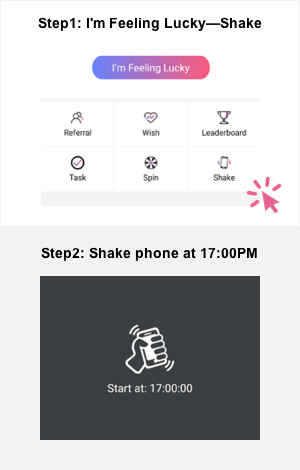 Step1: I'm Feeling Lucky—Shake
I'm Feeling Lucky
Referral Wish Leaderboard
Task Spin Shake
Step2: Shake phone at 17:00PM
Start at: 17:00:00